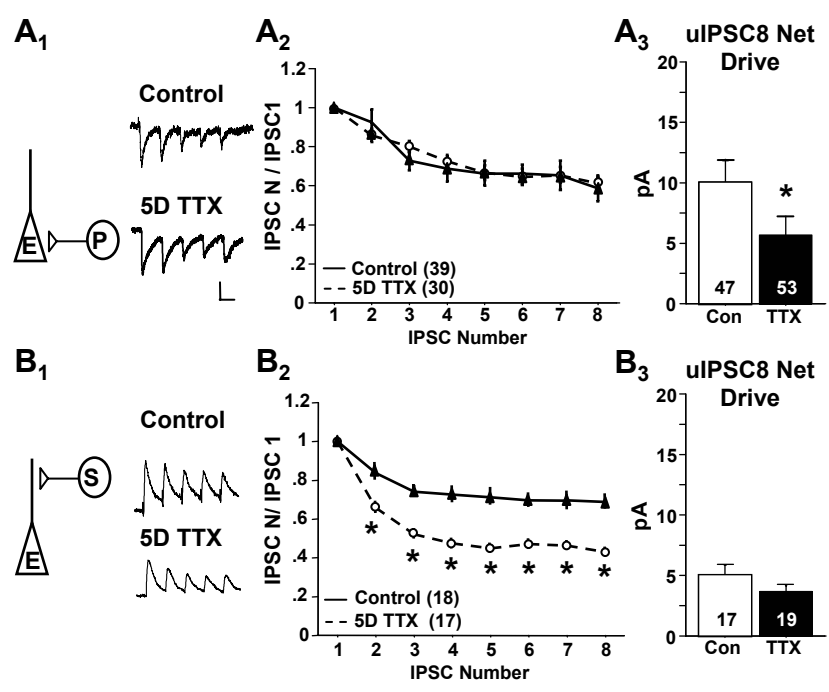 A1
Control
5D TTX
E
P
A2
IPSC N / IPSC1
1.2
1
.8
.6
.4
.2
0
Control (39)
5D TTX (30)
1 2 3 4 5 6 7 8
IPSC Number
A3
uIPSC8 Net
Drive
pA
20
15
10
5
0
47
53
*
Con
TTX
B1
Control
5D TTX
S
E
B2
IPSC N/ IPSC 1
1.2
1
.8
.6
.4
.2
0
* * * * * * *
Control (18)
5D TTX (17)
1 2 3 4 5 6 7 8
IPSC Number
B3
uIPSC8 Net
Drive
pA
20
15
10
5
0
17
19
Con
TTX